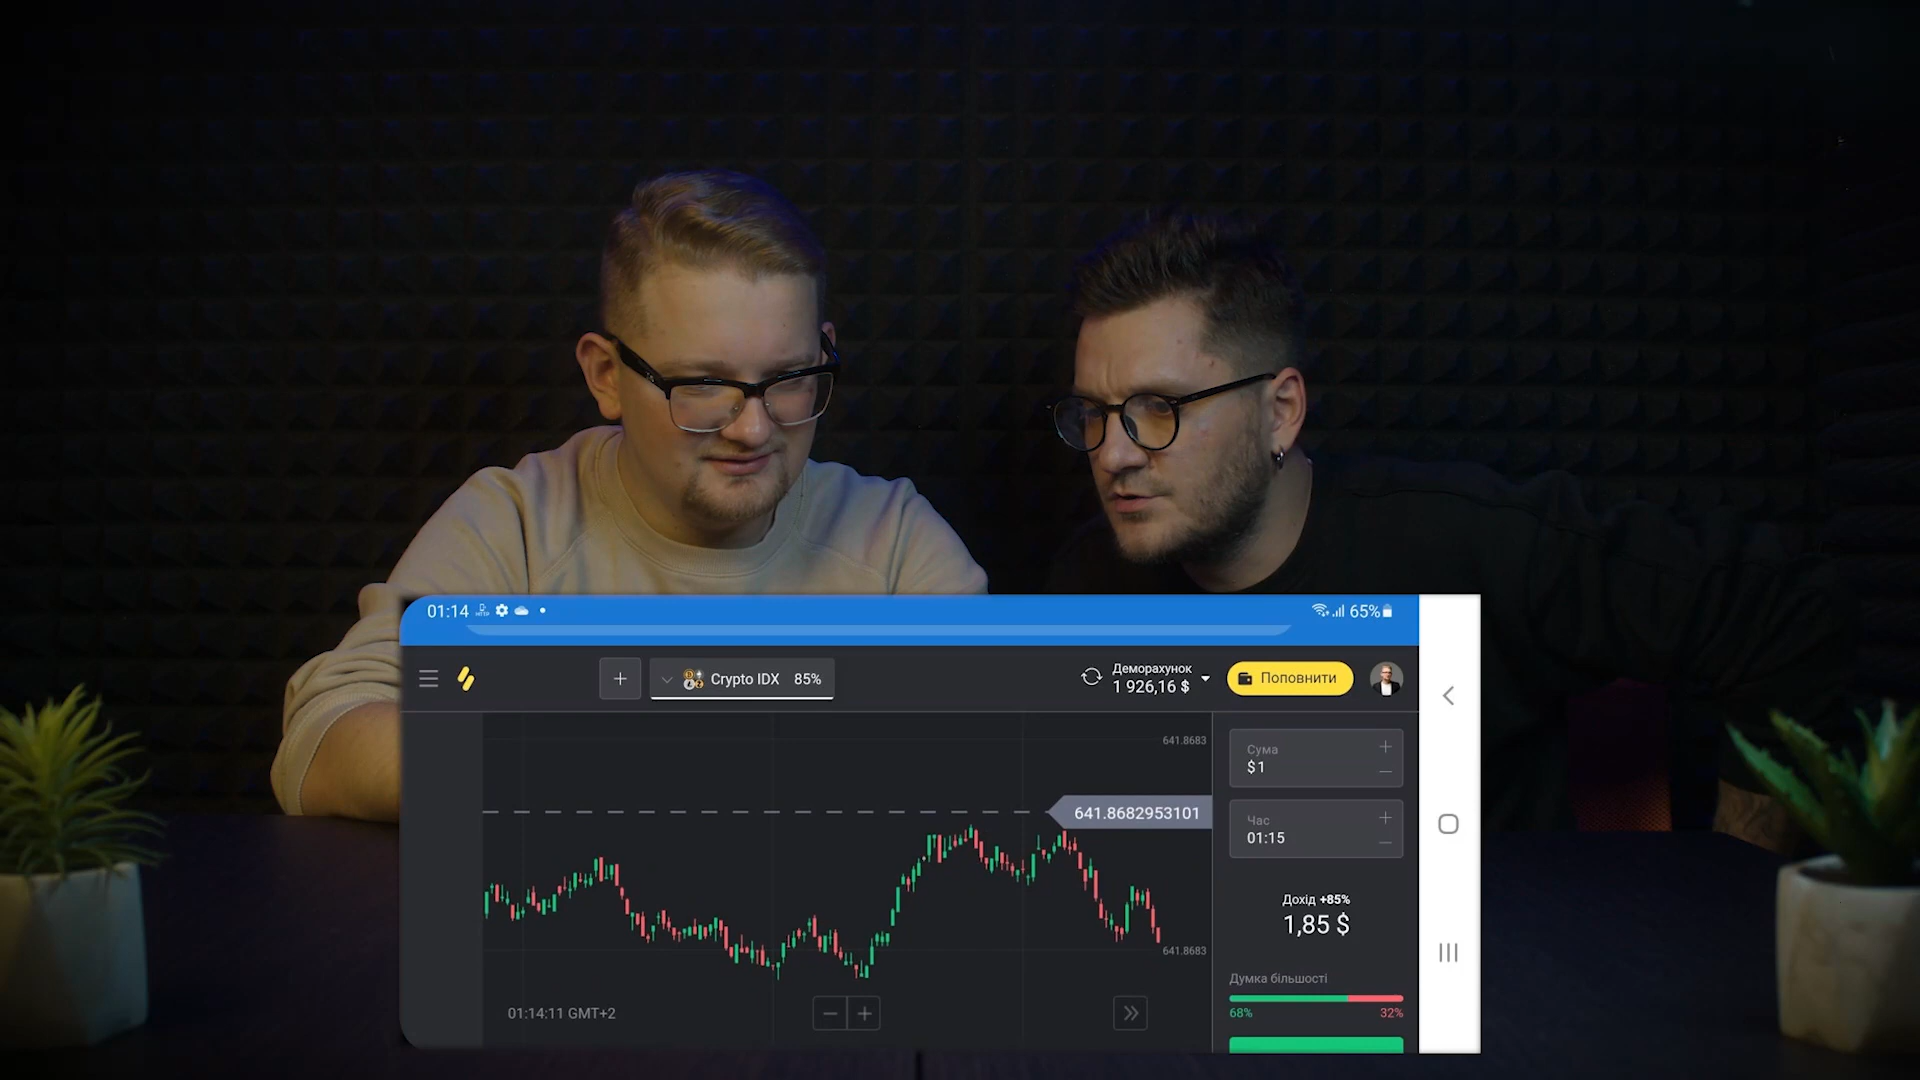 01:14
65%
Crypto IDX 85%
Деморахунок
1 926,16 $
Поповнити
641.8683
Сума
$1
641.8682953101
Час
01:15
Дохід +85%
1,85 $
641.8683
Думка більшості
68% 32%
01:14:11 GMT+2